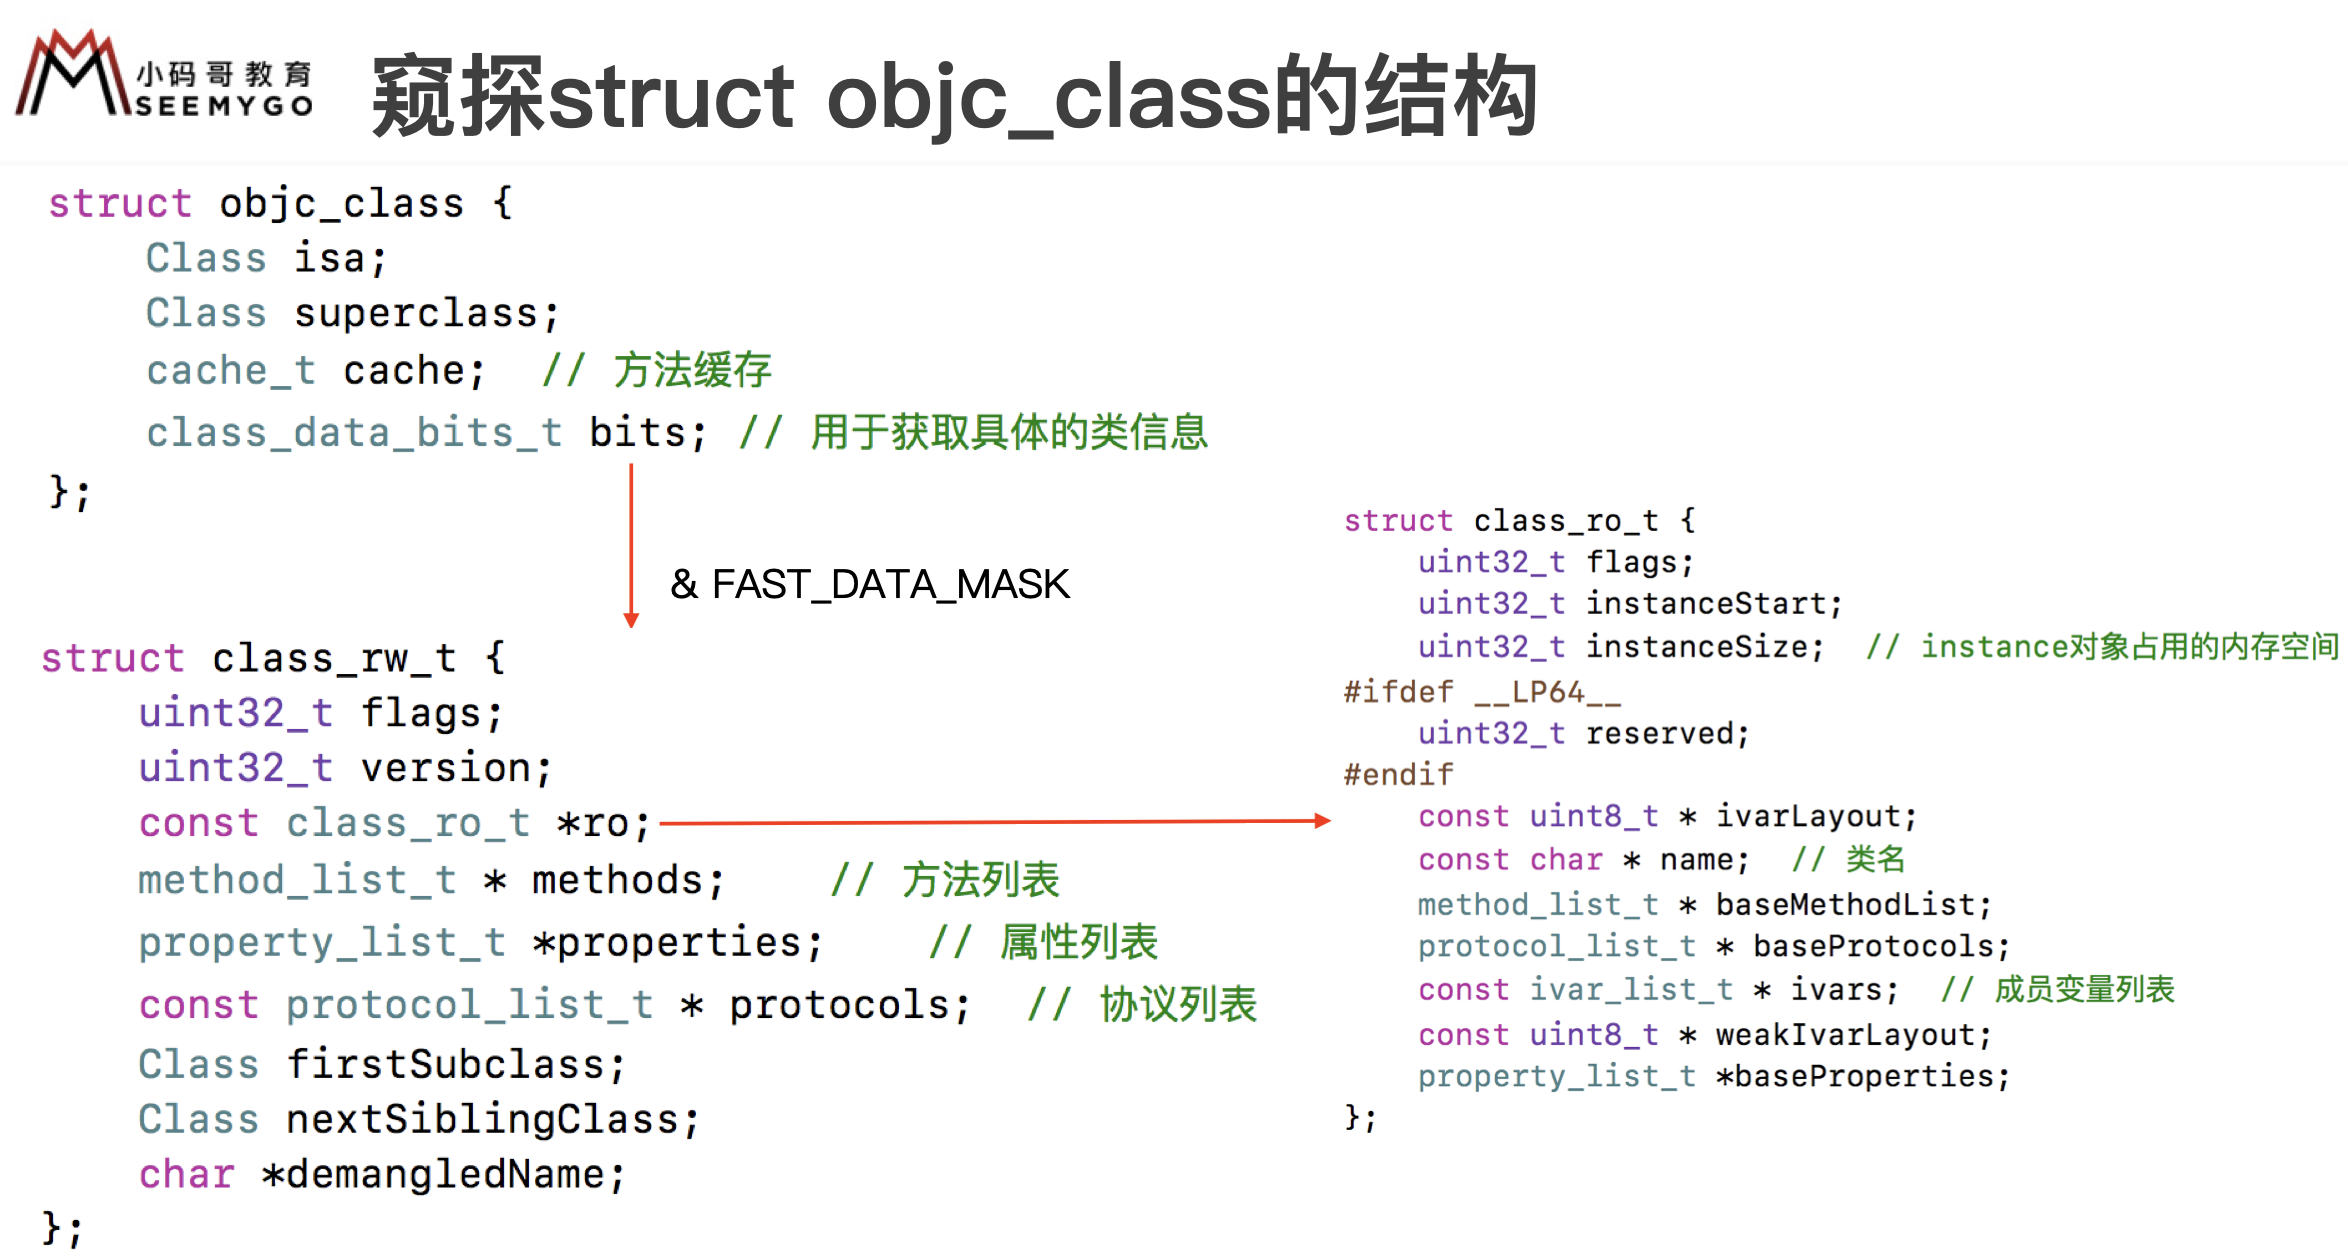 小码哥教育
SEEMYGO
窥探struct objc_class的结构
struct objc_class {
Class isa;
Class superclass;
cache_t cache; // 方法缓存
class_data_bits_t bits; // 用于获取具体的类信息
};
& FAST_DATA_MASK
struct class_rw_t {
uint32_t flags;
uint32_t version;
const class_ro_t *ro;
method_list_t * methods; // 方法列表
property_list_t *properties; // 属性列表
const protocol_list_t * protocols; // 协议列表
Class firstSubclass;
Class nextSiblingClass;
char *demangledName;
};
struct class_ro_t {
uint32_t flags;
uint32_t instanceStart;
uint32_t instanceSize; // instance对象占用的内存空间
#ifdef __LP64__
uint32_t reserved;
#endif
const uint8_t * ivarLayout;
const char * name; // 类名
method_list_t * baseMethodList;
protocol_list_t * baseProtocols;
const ivar_list_t * ivars; // 成员变量列表
const uint8_t * weakIvarLayout;
property_list_t *baseProperties;
};